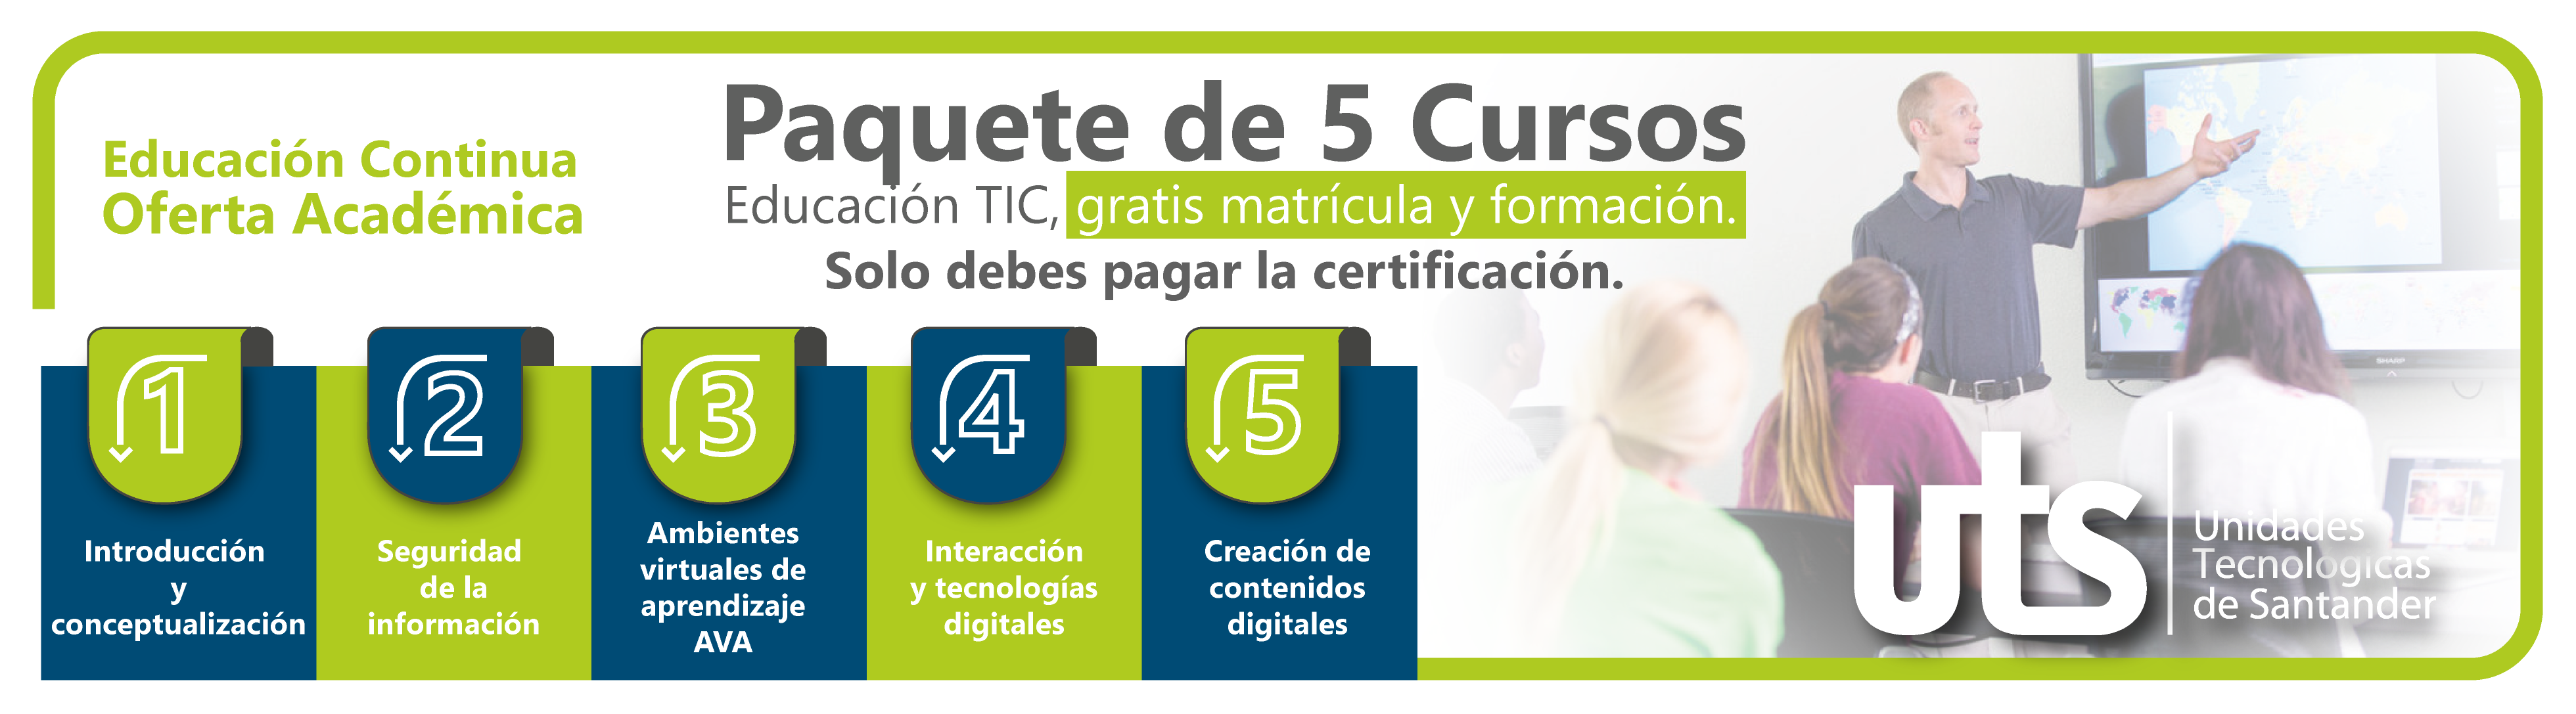 Educación Continua
Oferta Académica
Paquete de 5 Cursos
Educación TIC, gratis matrícula y formación.
Solo debes pagar la certificación.
1
Introducción
y
conceptualización
2
Seguridad
de la
información
3
Ambientes
virtuales de
aprendizaje
AVA
4
Interacción
y tecnologías
digitales
5
Creación de
contenidos
digitales
SHARP
uts
Unidades
Tecnologicas
de Santander